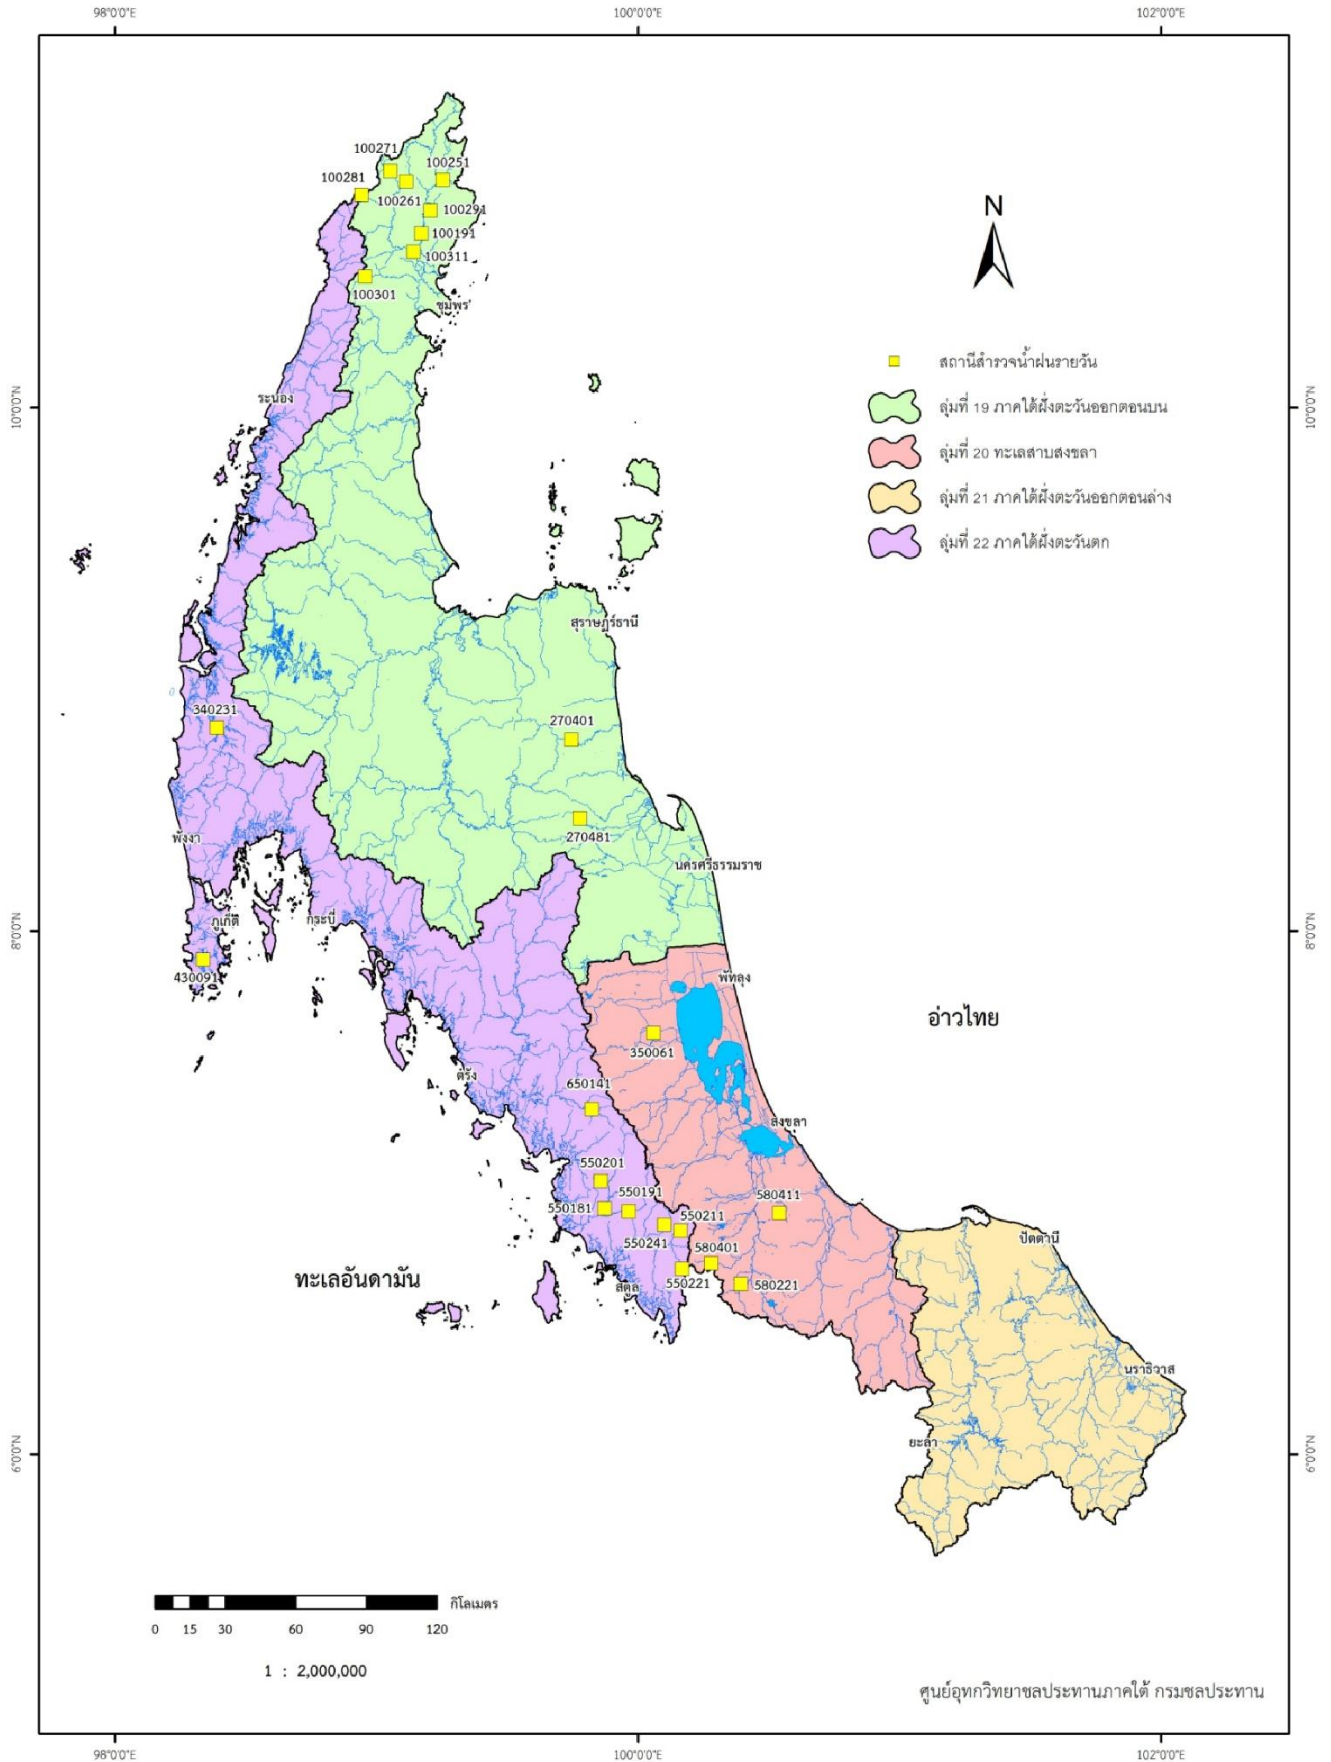 98°0'0"E
100°0'0"E
102°0'0"E
100271
100251
100281
100261
100291
100191
100311
100301
ชุมพร
N
สถานีสำรวจน้ำฝนรายวัน
ลุ่มที่ 19 ภาคใต้ฝั่งตะวันออกตอนบน
ลุ่มที่ 20 ทะเลสาบสงขลา
ลุ่มที่ 21 ภาคใต้ฝั่งตะวันออกตอนล่าง
ลุ่มที่ 22 ภาคใต้ฝั่งตะวันตก
ระนอง
10°0'0"N
10°0'0"N
สุราษฎร์ธานี
340231
270401
270481
พังงา
นครศรีธรรมราช
ภูเก็ต
กระบี่
8°0'0"N
8°0'0"N
430091
พัทลุง
อ่าวไทย
350061
ตรัง
650141
สงขลา
550201
550191
580411
550181
550211
550241
580401
ปัตตานี
ทะเลอันดามัน
สตูล
550221
580221
นราธิวาส
ยะลา
6°0'0"N
6°0'0"N
กิโลเมตร
0 15 30 60 90 120
1 : 2,000,000
ศูนย์อุทกวิทยาชลประทานภาคใต้ กรมชลประทาน
98°0'0"E
100°0'0"E
102°0'0"E